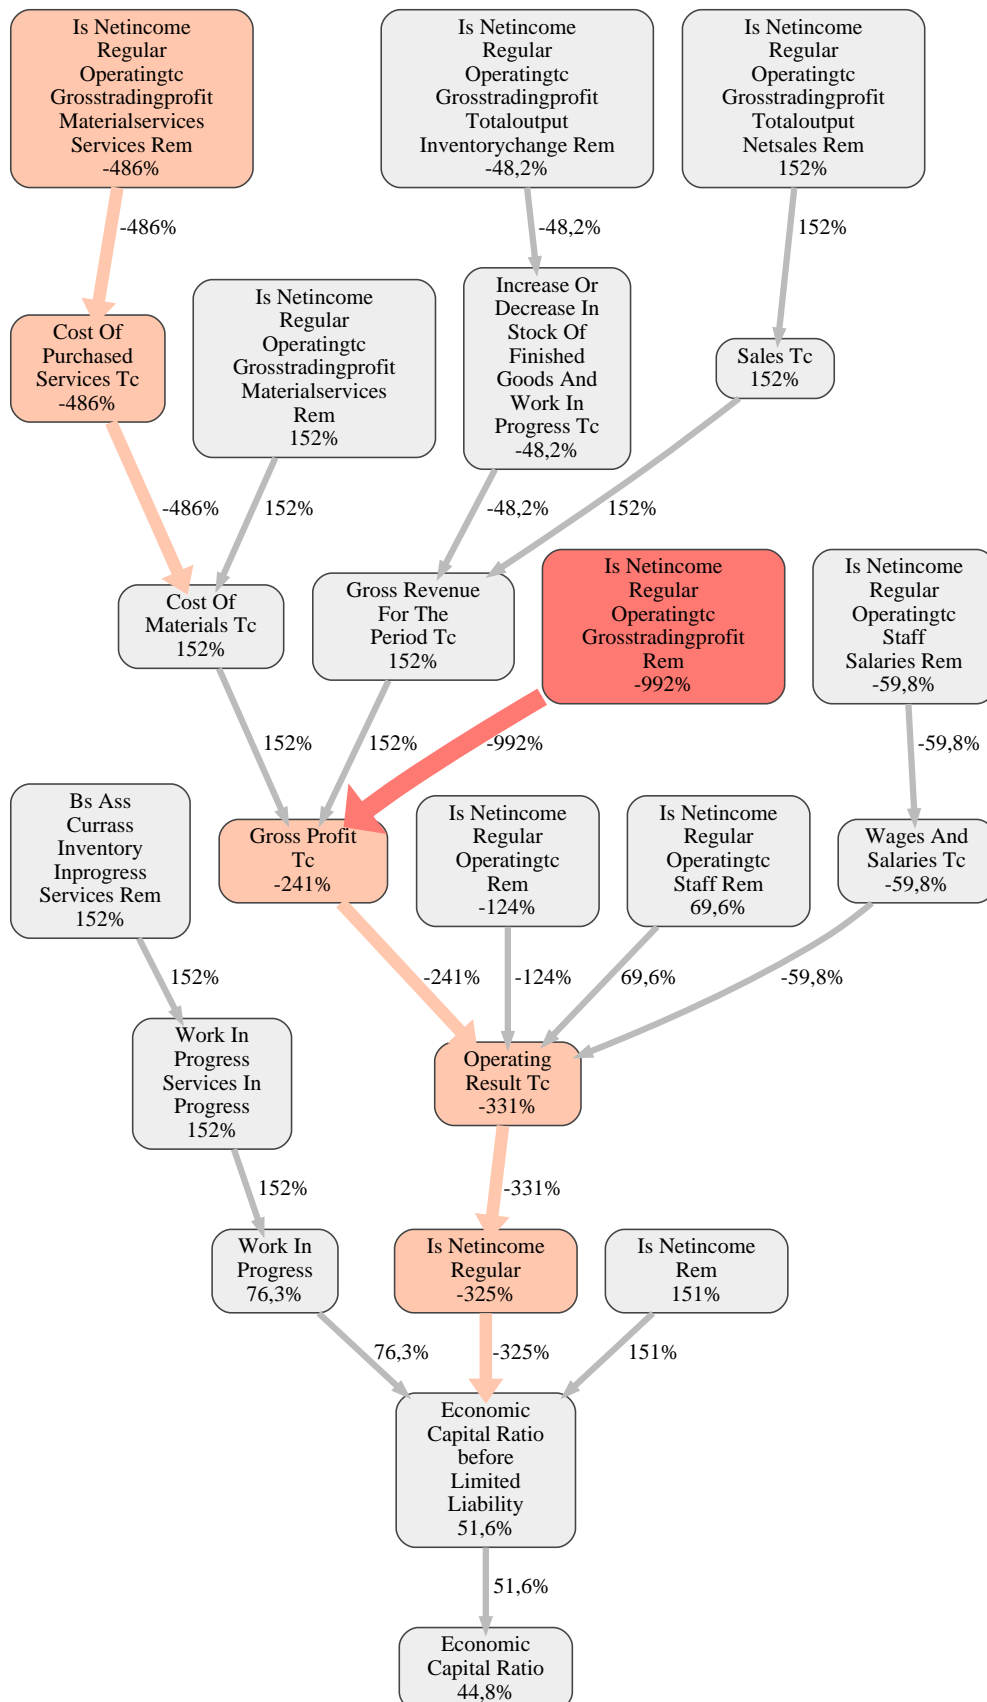 Is Netincome
Regular
Operatingtc
Grosstradingprofit
Materialservices
Services Rem
-486%
Is Netincome
Regular
Operatingtc
Grosstradingprofit
Totaloutput
Inventorychange Rem
-48,2%
Is Netincome
Regular
Operatingtc
Grosstradingprofit
Totaloutput
Netsales Rem
152%
-486%
-48,2%
152%
Cost Of
Purchased
Services Tc
-486%
Is Netincome
Regular
Operatingtc
Grosstradingprofit
Materialservices
Rem
152%
Increase Or
Decrease In
Stock Of
Finished
Goods And
Work In
Progress Tc
-48,2%
Sales Tc
152%
-486%
152%
-48,2%
152%
Cost Of
Materials Tc
152%
Gross Revenue
For The
Period Tc
152%
Is Netincome
Regular
Operatingtc
Grosstradingprofit
Rem
-992%
Is Netincome
Regular
Operatingtc
Staff
Salaries Rem
-59,8%
152%
152%
-992%
-59,8%
Bs Ass
Currass
Inventory
Inprogress
Services Rem
152%
Gross Profit
Tc
-241%
Is Netincome
Regular
Operatingtc
Rem
-124%
Is Netincome
Regular
Operatingtc
Staff Rem
69,6%
Wages And
Salaries Tc
-59,8%
152%
-241%
-124%
69,6%
-59,8%
Work In
Progress
Services In
Progress
152%
Operating
Result Tc
-331%
152%
-331%
Work In
Progress
76,3%
Is Netincome
Regular
-325%
Is Netincome
Rem
151%
76,3%
-325%
151%
Economic
Capital Ratio
before
Limited
Liability
51,6%
51,6%
Economic
Capital Ratio
44,8%